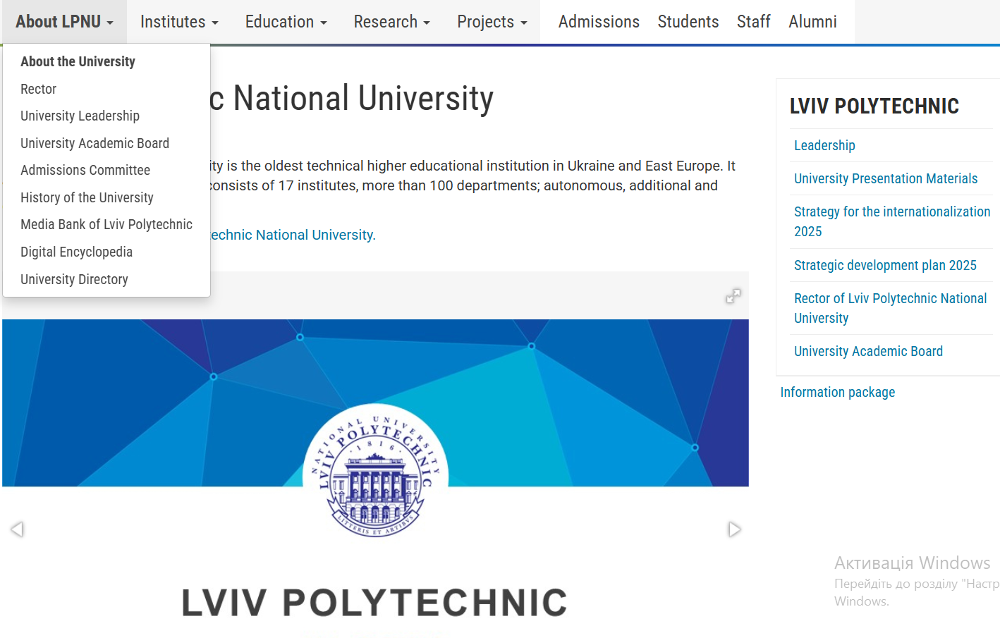 About LPNU
Institutes
Education
Research
Projects
Admissions
Students
Staff
Alumni
About the University
Rector
University Leadership
University Academic Board
Admissions Committee
History of the University
Media Bank of Lviv Polytechnic
Digital Encyclopedia
University Directory
c National University
ity is the oldest technical higher educational institution in Ukraine and East Europe. It
consists of 17 institutes, more than 100 departments; autonomous, additional and
technic National University.
NATIONAL UNIVERSITY
LVIV POLYTECHNIC
· 1816 ·
LITTERIS ET ARTIBVS
LVIV POLYTECHNIC
LVIV POLYTECHNIC
Leadership
University Presentation Materials
Strategy for the internationalization
2025
Strategic development plan 2025
Rector of Lviv Polytechnic National
University
University Academic Board
Information package
Активація Windows
Перейдіть до розділу "Настр
Windows.